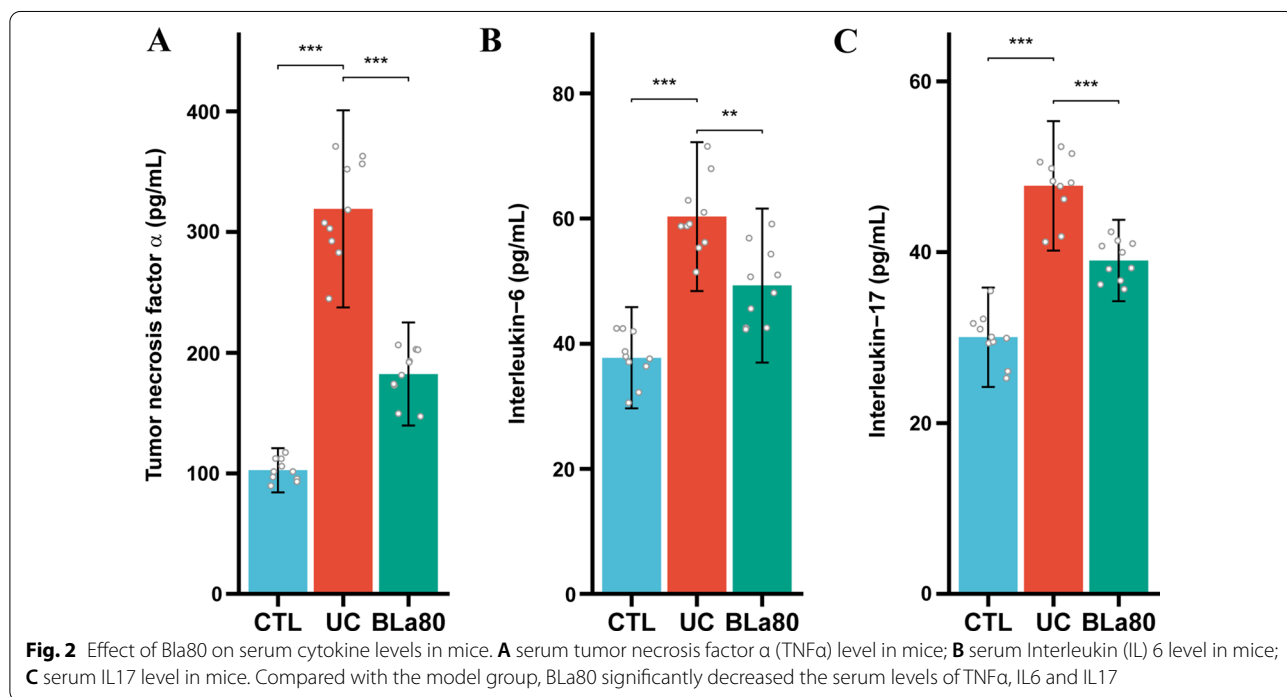 A
Tumor necrosis factor α (pg/mL)
400
300
200
100
0
***
***
CTL UC BLa80
B
Interleukin−6 (pg/mL)
80
60
40
20
0
***
**
CTL UC BLa80
C
Interleukin−17 (pg/mL)
60
40
20
0
***
***
CTL UC BLa80
Fig. 2 Effect of Bla80 on serum cytokine levels in mice. A serum tumor necrosis factor α (TNFα) level in mice; B serum Interleukin (IL) 6 level in mice;
C serum IL17 level in mice. Compared with the model group, BLa80 significantly decreased the serum levels of TNFα, IL6 and IL17